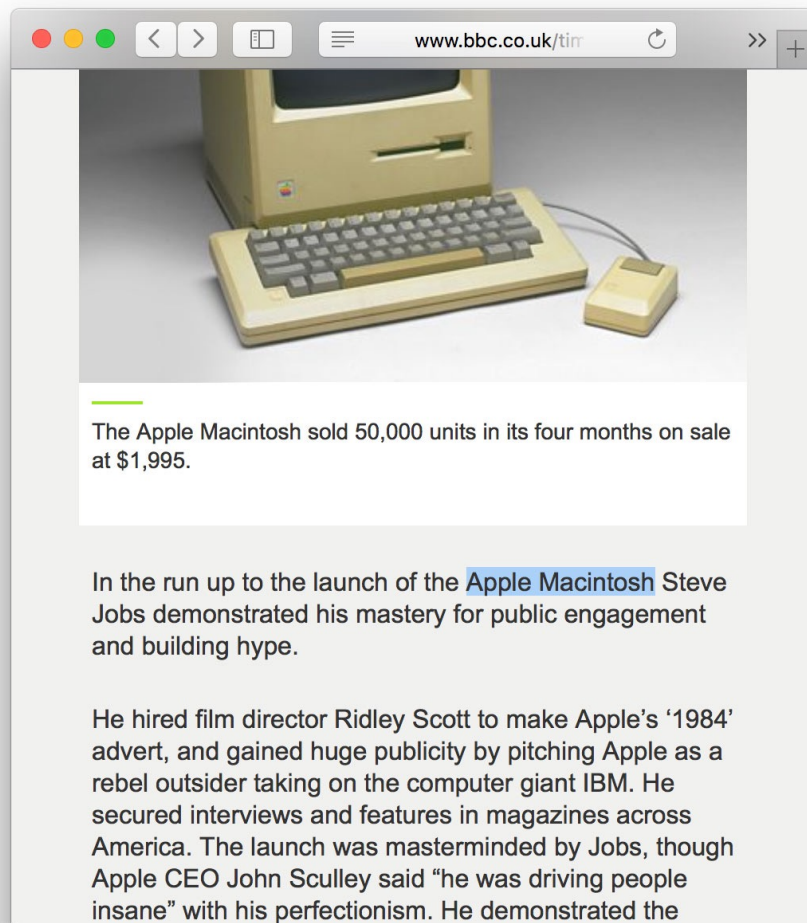 www.bbc.co.uk/tim
The Apple Macintosh sold 50,000 units in its four months on sale
at $1,995.
In the run up to the launch of the Apple Macintosh Steve
Jobs demonstrated his mastery for public engagement
and building hype.
He hired film director Ridley Scott to make Apple’s ‘1984’
advert, and gained huge publicity by pitching Apple as a
rebel outsider taking on the computer giant IBM. He
secured interviews and features in magazines across
America. The launch was masterminded by Jobs, though
Apple CEO John Sculley said “he was driving people
insane” with his perfectionism. He demonstrated the